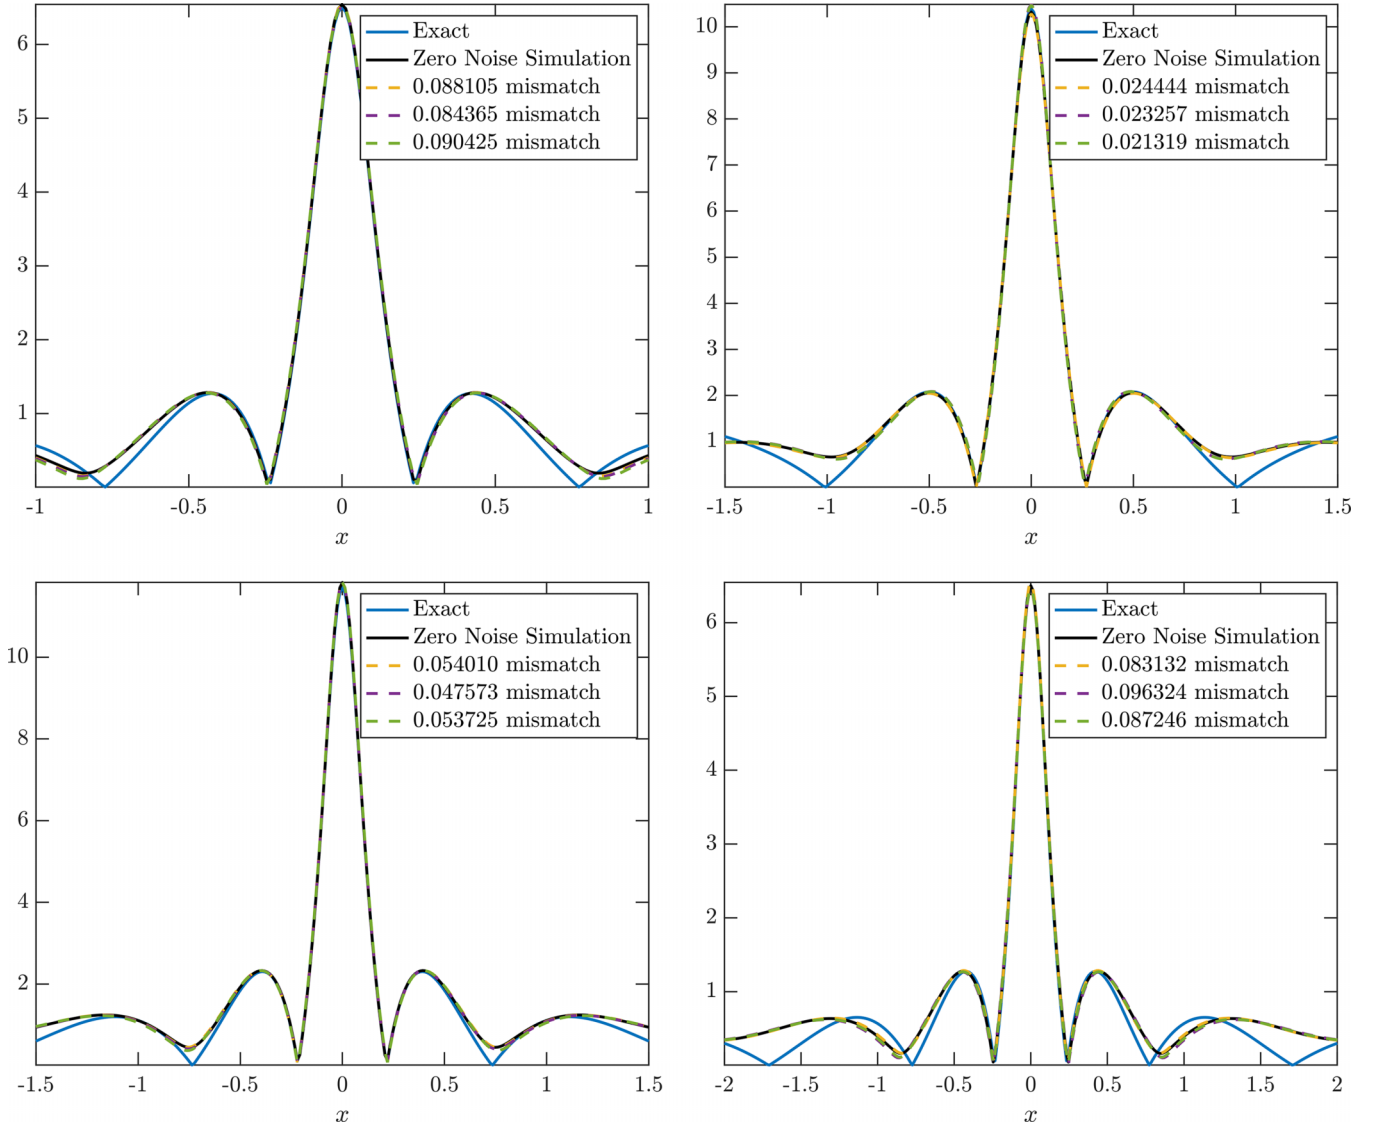 6
5
4
3
2
1
-1
-0.5
0
0.5
1
x
Exact
Zero Noise Simulation
0.088105 mismatch
0.084365 mismatch
0.090425 mismatch
10
9
8
7
6
5
4
3
2
1
-1.5
-1
-0.5
0
0.5
1
1.5
x
Exact
Zero Noise Simulation
0.024444 mismatch
0.023257 mismatch
0.021319 mismatch
10
8
6
4
2
-1.5
-1
-0.5
0
0.5
1
1.5
x
Exact
Zero Noise Simulation
0.054010 mismatch
0.047573 mismatch
0.053725 mismatch
6
5
4
3
2
1
-2
-1.5
-1
-0.5
0
0.5
1
1.5
2
x
Exact
Zero Noise Simulation
0.083132 mismatch
0.096324 mismatch
0.087246 mismatch